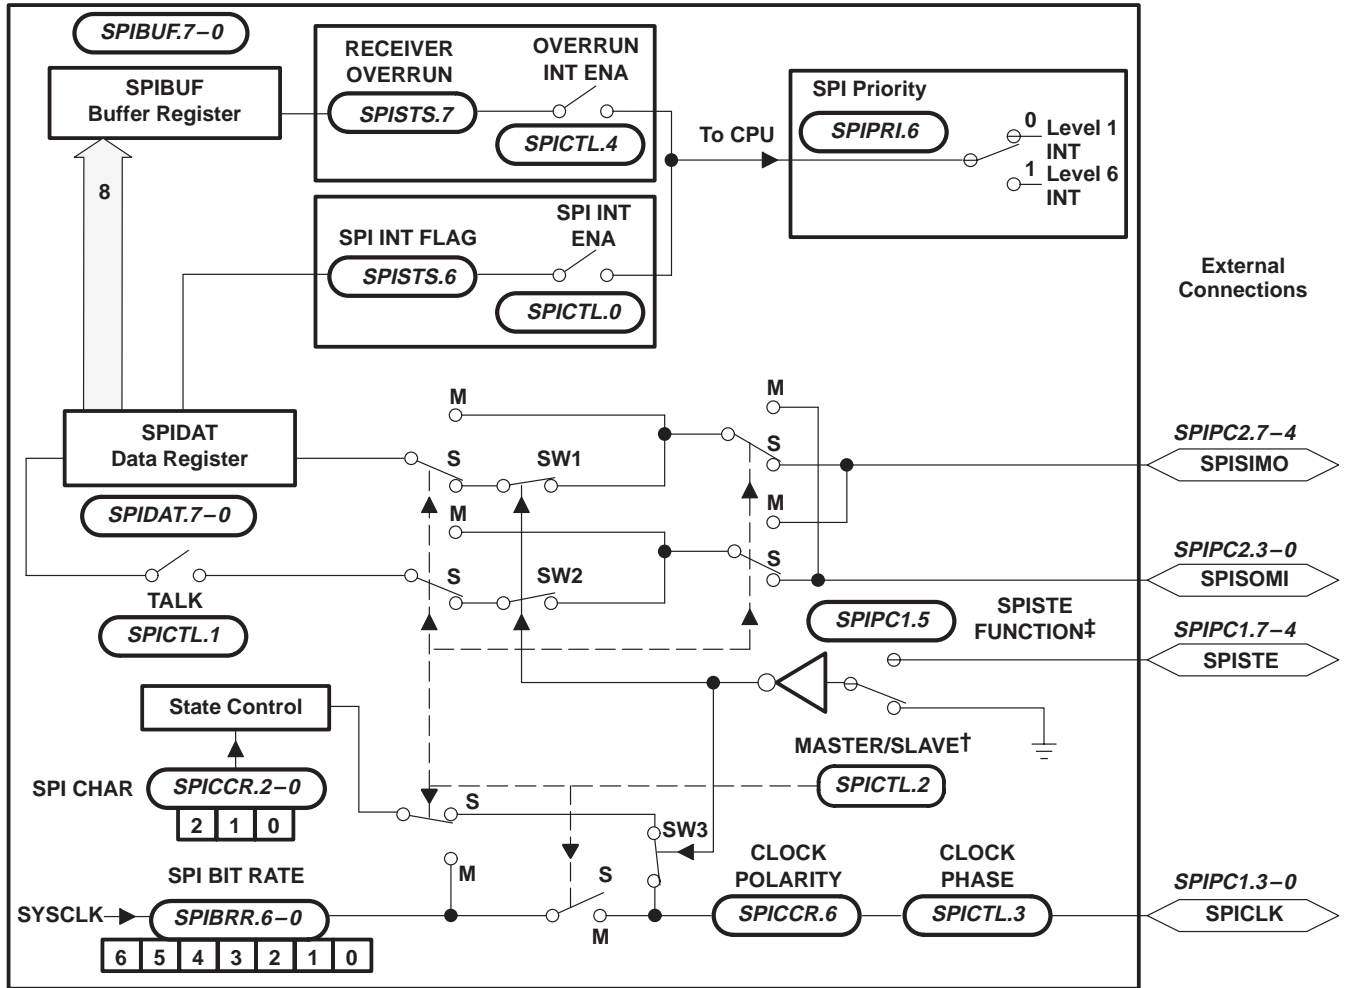 SPIBUF.7–0
SPIBUF
Buffer Register
8
RECEIVER
OVERRUN
SPISTS.7
OVERRUN
INT ENA
SPICTL.4
To CPU
SPI Priority
SPIPRI.6
0
Level 1
INT
1
Level 6
INT
SPI INT FLAG
SPISTS.6
SPI INT
ENA
SPICTL.0
External
Connections
SPIDAT
Data Register
SPIDAT.7–0
M
S
SW1
M
S
SW2
M
S
M
S
SPIPC2.7–4
SPISIMO
SPIPC2.3–0
SPISOMI
TALK
SPICTL.1
SPIPC1.5
SPISTE
FUNCTION‡
SPIPC1.7–4
SPISTE
State Control
MASTER/SLAVE†
SPICTL.2
SPI CHAR
SPICCR.2–0
2 1 0
S
M
SW3
SPI BIT RATE
SYSCLK
SPIBRR.6–0
6 5 4 3 2 1 0
S
M
CLOCK
POLARITY
SPICCR.6
CLOCK
PHASE
SPICTL.3
SPIPC1.3–0
SPICLK